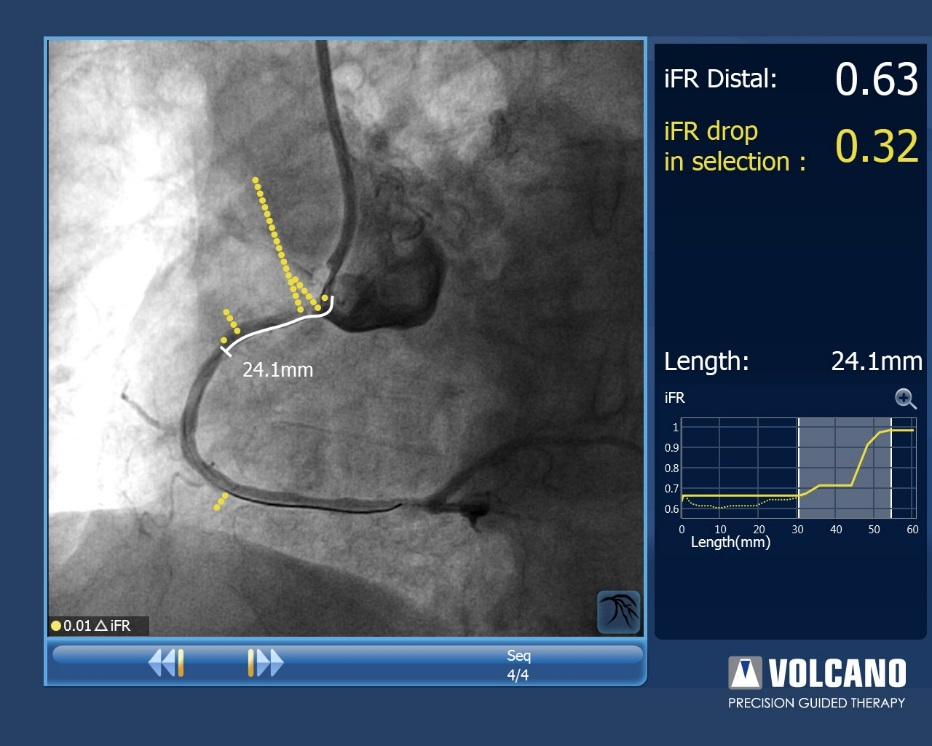 iFR Distal: 0.63
iFR drop
in selection : 0.32
24.1mm
Length: 24.1mm
iFR
1
0.9
0.8
0.7
0.6
0 10 20 30 40 50 60
Length(mm)
0.01△iFR
Seq
4/4
VOLCANO
PRECISION GUIDED THERAPY